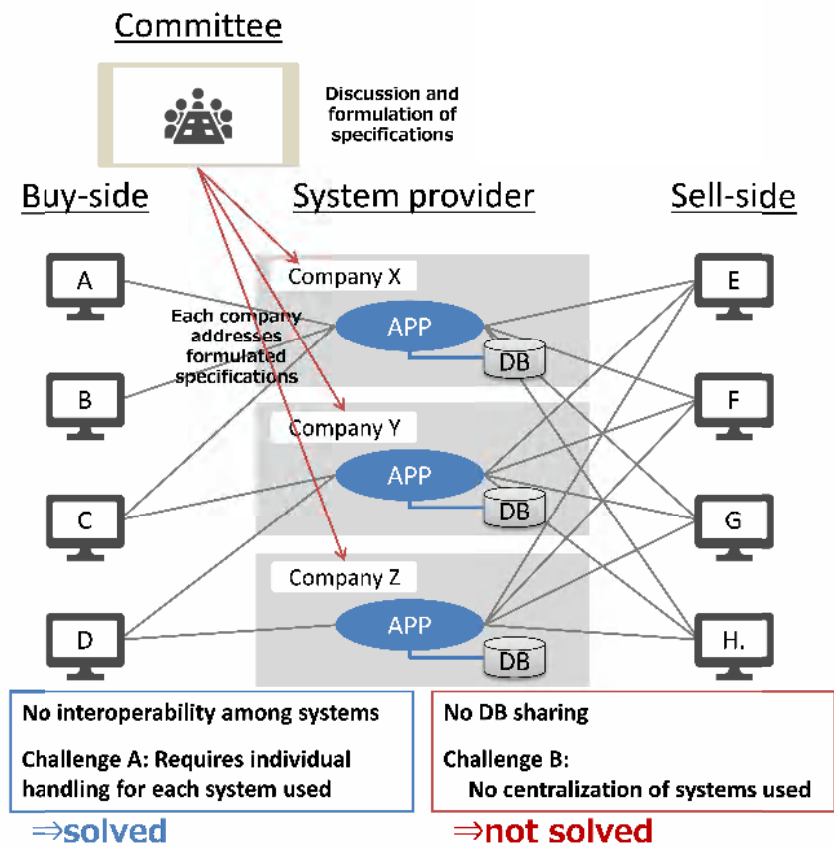 Committee
Discussion and
formulation of
specifications
Buy-side
System provider
Sell-side
A
B
C
D
Each company
addresses
formulated
specifications
Company X
APP
DB
Company Y
APP
DB
Company Z
APP
DB
E
F
G
H.
No interoperability among systems
Challenge A: Requires individual
handling for each system used
⇒solved
No DB sharing
Challenge B:
No centralization of systems used
⇒not solved